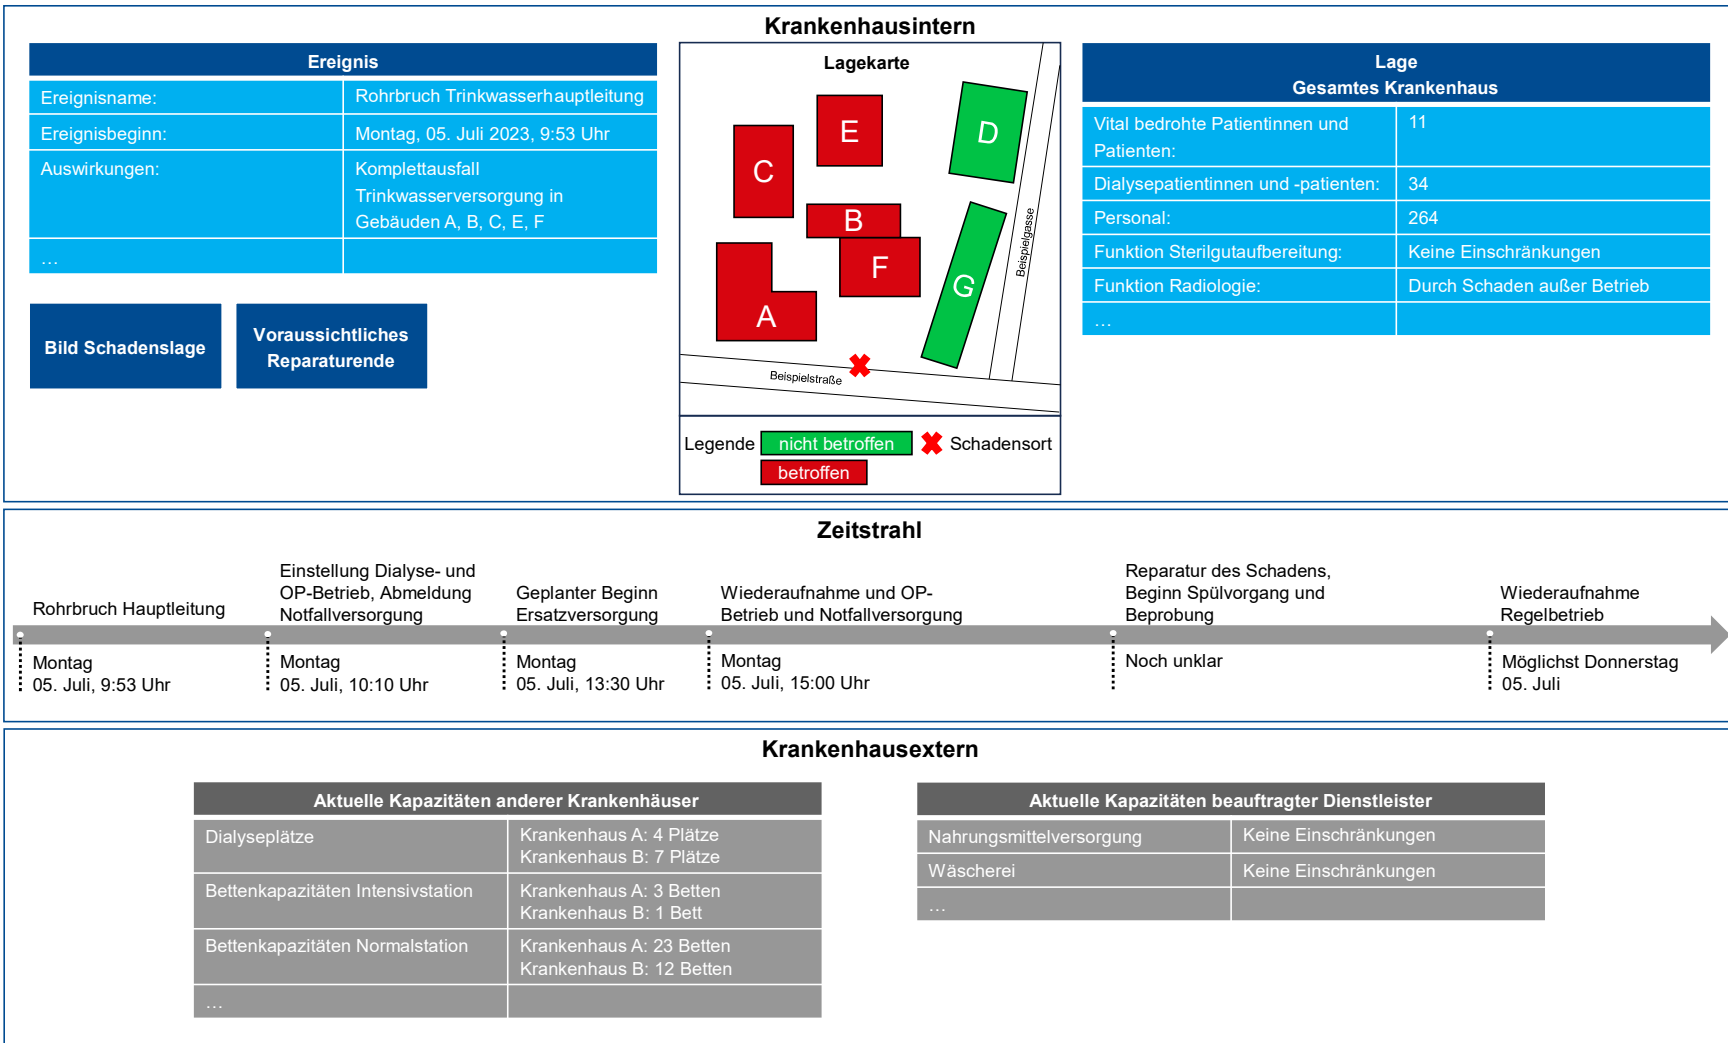 Krankenhausintern
Ereignis
Ereignisname: Rohrbruch Trinkwasserhauptleitung
Ereignisbeginn: Montag, 05. Juli 2023, 9:53 Uhr
Auswirkungen: Komplettausfall
Trinkwasserversorgung in
Gebäuden A, B, C, E, F
…
Bild Schadenslage
Voraussichtliches
Reparaturende
Lagekarte
E
D
C
B
F
G
A
Beispielgasse
Beispielstraße
Legende nicht betroffen Schadensort
betroffen
Lage
Gesamtes Krankenhaus
Vital bedrohte Patientinnen und 11
Patienten:
Dialysepatientinnen und -patienten: 34
Personal: 264
Funktion Sterilgutaufbereitung: Keine Einschränkungen
Funktion Radiologie: Durch Schaden außer Betrieb
…
Zeitstrahl
Rohrbruch Hauptleitung
Montag
05. Juli, 9:53 Uhr
Einstellung Dialyse- und
OP-Betrieb, Abmeldung
Notfallversorgung
Montag
05. Juli, 10:10 Uhr
Geplanter Beginn
Ersatzversorgung
Montag
05. Juli, 13:30 Uhr
Wiederaufnahme und OP-
Betrieb und Notfallversorgung
Montag
05. Juli, 15:00 Uhr
Reparatur des Schadens,
Beginn Spülvorgang und
Beprobung
Noch unklar
Wiederaufnahme
Regelbetrieb
Möglichst Donnerstag
05. Juli
Krankenhausextern
Aktuelle Kapazitäten anderer Krankenhäuser
Dialyseplätze Krankenhaus A: 4 Plätze
Krankenhaus B: 7 Plätze
Bettenkapazitäten Intensivstation Krankenhaus A: 3 Betten
Krankenhaus B: 1 Bett
Bettenkapazitäten Normalstation Krankenhaus A: 23 Betten
Krankenhaus B: 12 Betten
…
Aktuelle Kapazitäten beauftragter Dienstleister
Nahrungsmittelversorgung Keine Einschränkungen
Wäscherei Keine Einschränkungen
…